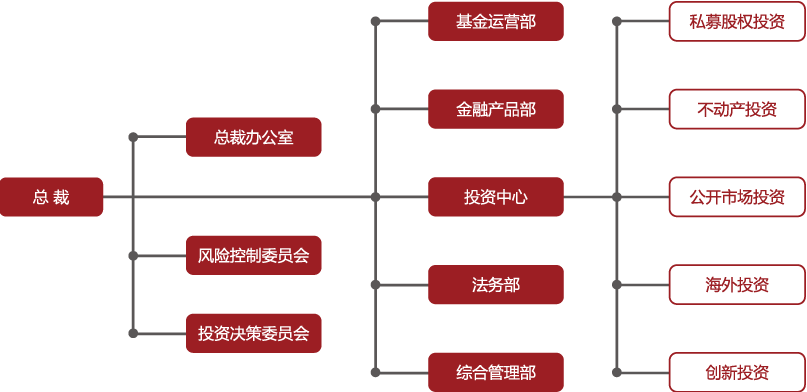 总 裁
总裁办公室
风险控制委员会
投资决策委员会
基金运营部
金融产品部
投资中心
法务部
综合管理部
私募股权投资
不动产投资
公开市场投资
海外投资
创新投资